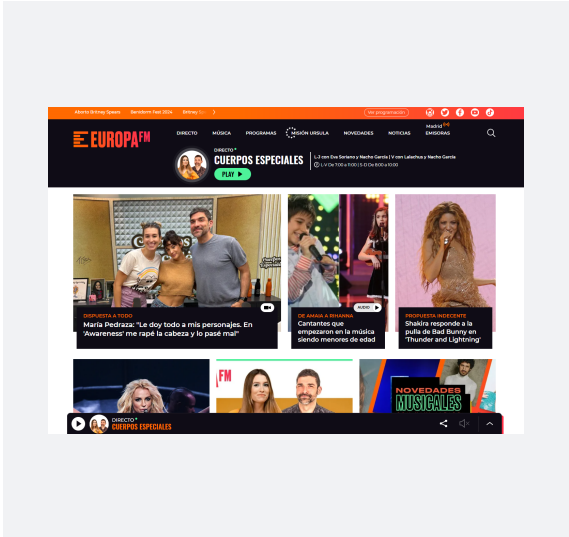 Aborto Britney Spears Benidorm Fest 2024 Britney
Ver programación
EUROPA FM
DIRECTO MÚSICA PROGRAMAS MISIÓN URSULA NOVEDADES NOTICIAS Madrid EMISORAS
DIRECTO
CUERPOS ESPECIALES
L-J con Eva Soriano y Nacho García | V con Lalachus y Nacho García
L-V De 7:00 a 11:00 | S-D De 8:00 a 10:00
PLAY
DISPUESTA A TODO
María Pedraza: "Le doy todo a mis personajes. En
'Awareness' me rapé la cabeza y lo pasé mal"
AUDIO
DE AMAIA A RIHANNA
Cantantes que
empezaron en la música
siendo menores de edad
PROPUESTA INDECENTE
Shakira responde a la
pulla de Bad Bunny en
'Thunder and Lightning'
FM
NOVEDADES
MUSICALES
DIRECTO
CUERPOS ESPECIALES